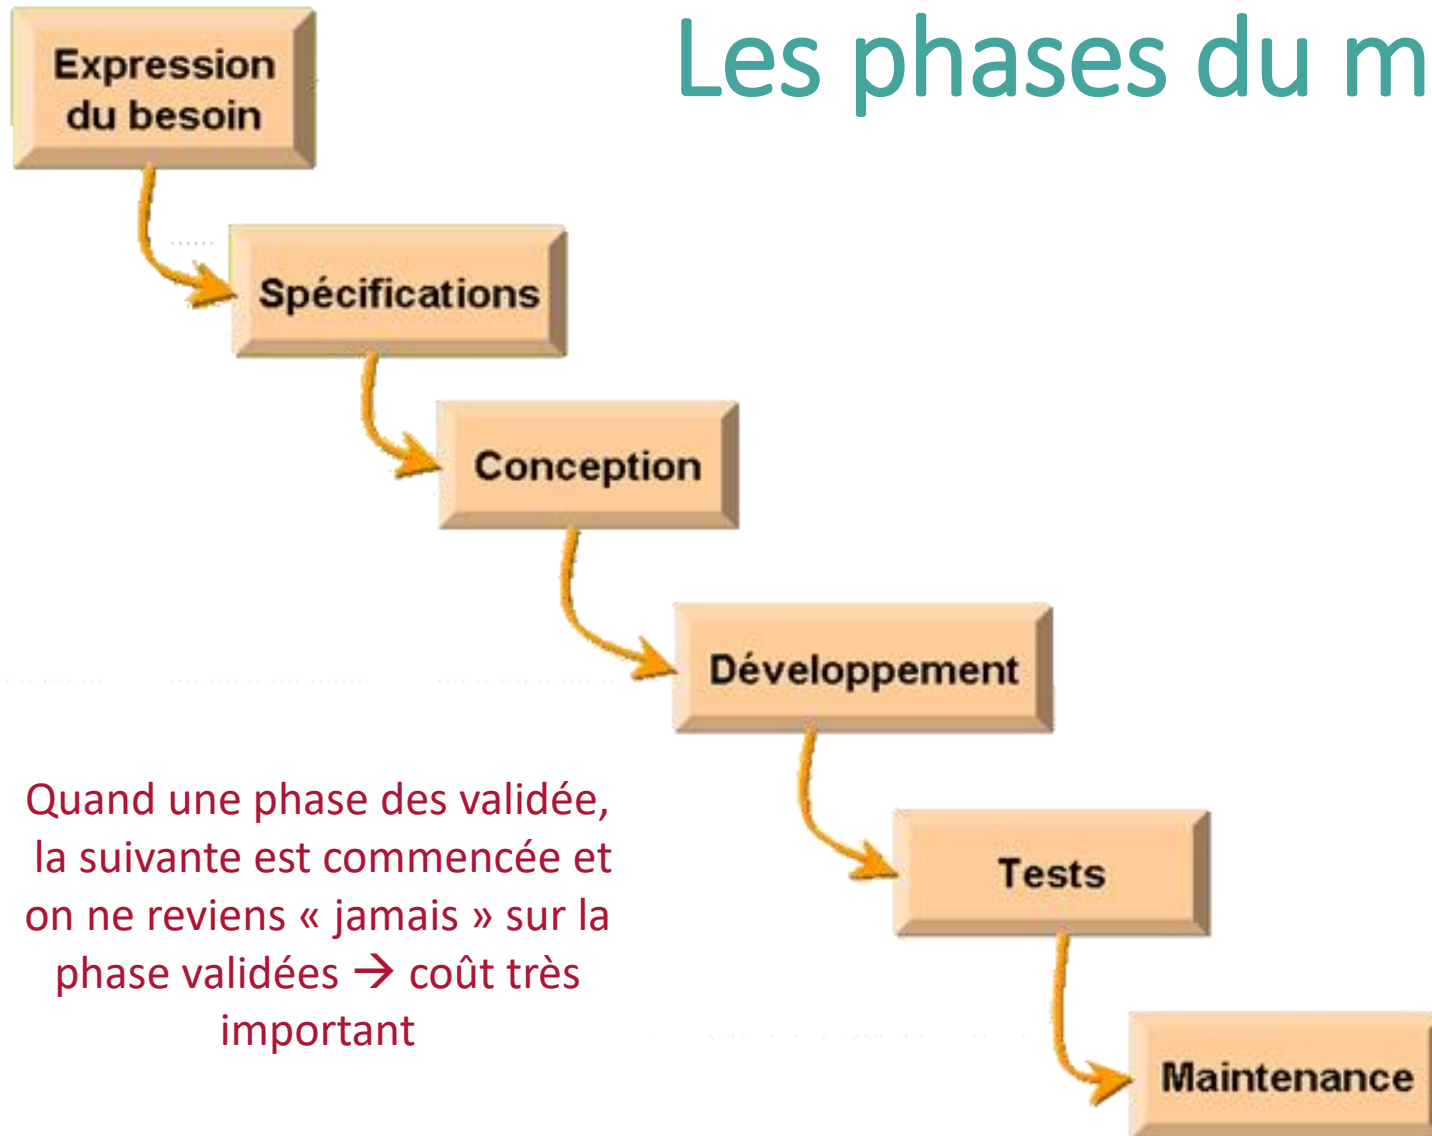 Les phases du m
Expression
du besoin
Spécifications
Conception
Développement
Tests
Maintenance
Quand une phase des validée,
la suivante est commencée et
on ne reviens « jamais » sur la
phase validées → coût très
important